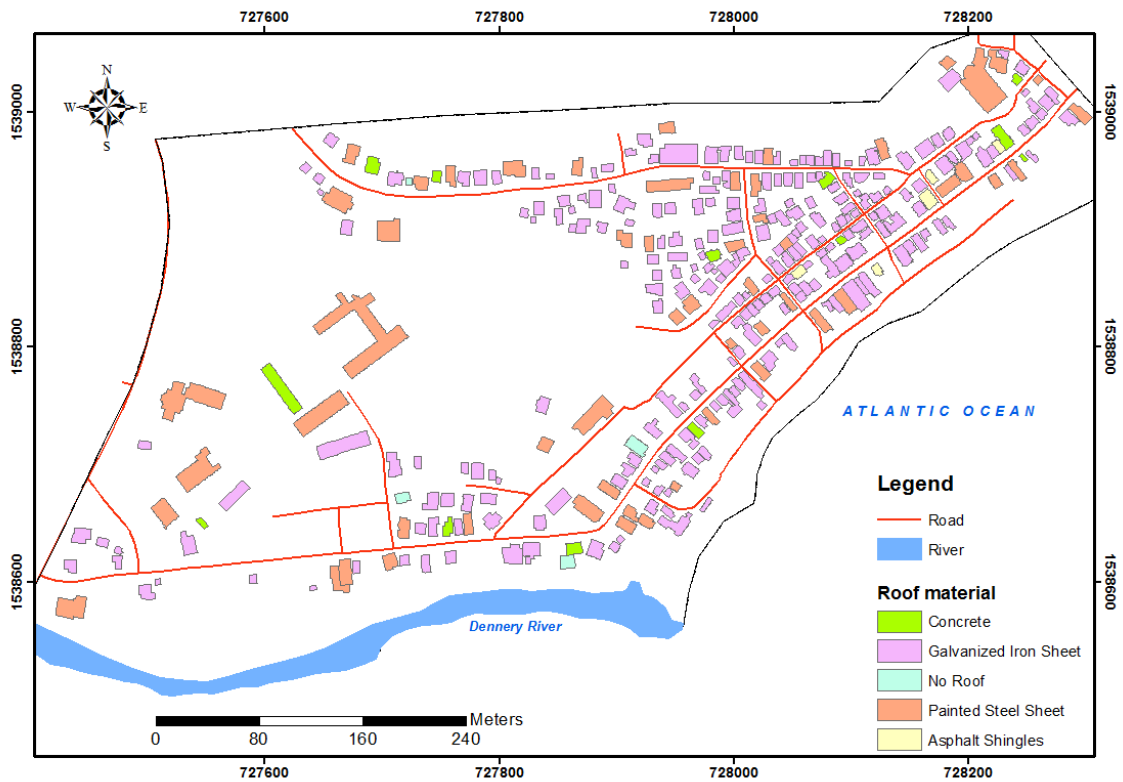 727600 727800 728000 728200
N
W E
S
1539000 1539000
1538800 1538800
ATLANTIC OCEAN
Legend
Road
River
1538600 1538600
Roof material
Concrete
Dennery River
Galvanized Iron Sheet
No Roof
Painted Steel Sheet
Meters
0 80 160 240
Asphalt Shingles
727600 727800 728000 728200